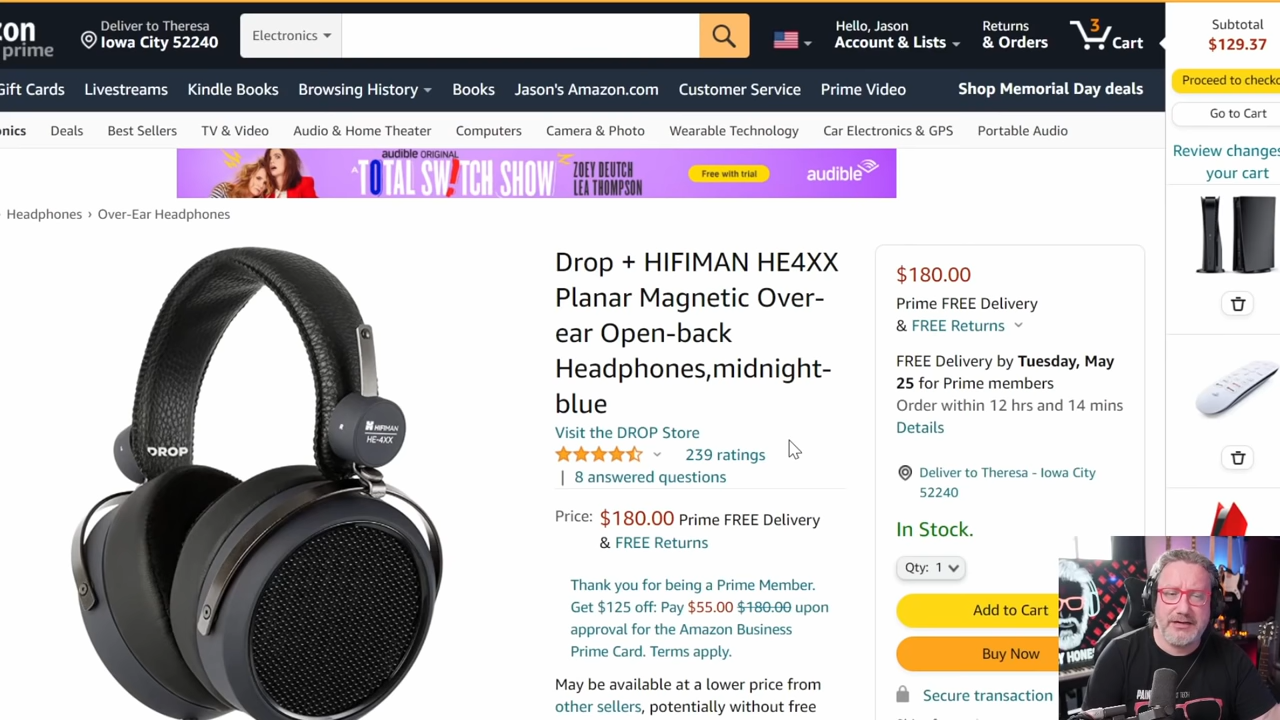 zon
prime
Deliver to Theresa
Iowa City 52240
Electronics
Hello, Jason
Account & Lists
Returns
& Orders
3
Cart
Subtotal
$129.37
Proceed to checko
Go to Cart
Review changes
your cart
Gift Cards
Livestreams
Kindle Books
Browsing History
Books
Jason's Amazon.com
Customer Service
Prime Video
Shop Memorial Day deals
onics
Deals
Best Sellers
TV & Video
Audio & Home Theater
Computers
Camera & Photo
Wearable Technology
Car Electronics & GPS
Portable Audio
audible ORIGINAL
A TOTAL SW!TCH SHOW
ZOEY DEUTCH
LEA THOMPSON
Free with trial
audible
Headphones › Over-Ear Headphones
DROP
HIFIMAN
HE-4XX
Drop + HIFIMAN HE4XX
Planar Magnetic Over-
ear Open-back
Headphones,midnight-
blue
Visit the DROP Store
239 ratings
| 8 answered questions
Price: $180.00 Prime FREE Delivery
& FREE Returns
Thank you for being a Prime Member.
Get $125 off: Pay $55.00 $180.00 upon
approval for the Amazon Business
Prime Card. Terms apply.
May be available at a lower price from
other sellers, potentially without free
$180.00
Prime FREE Delivery
& FREE Returns
FREE Delivery by Tuesday, May
25 for Prime members
Order within 12 hrs and 14 mins
Details
Deliver to Theresa - Iowa City
52240
In Stock.
Qty: 1
Add to Cart
Buy Now
Secure transaction